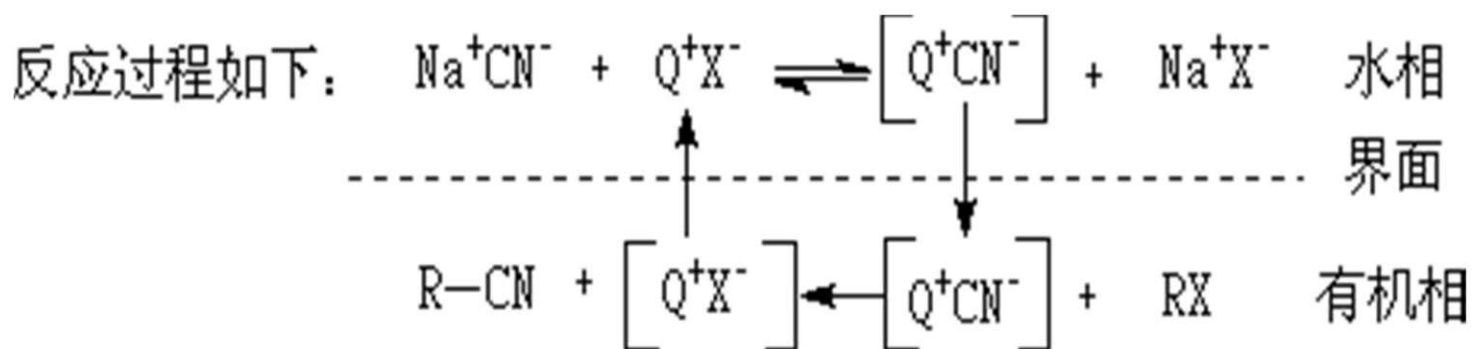 反应过程如下: Na⁺CN⁻ + Q⁺X⁻ ⇌ [Q⁺CN⁻] + Na⁺X⁻ 水相
界面
R—CN + [Q⁺X⁻] ← [Q⁺CN⁻] + RX 有机相